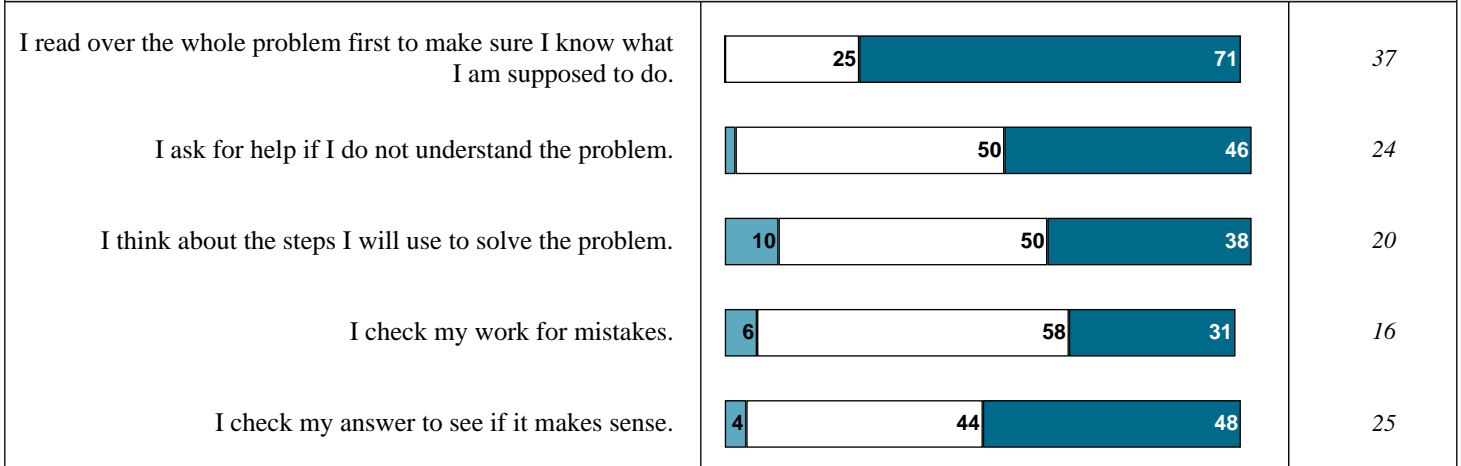 I read over the whole problem first to make sure I know what
I am supposed to do.
25 71 37
I ask for help if I do not understand the problem.
50 46 24
I think about the steps I will use to solve the problem.
10 50 38 20
I check my work for mistakes.
6 58 31 16
I check my answer to see if it makes sense.
4 44 48 25